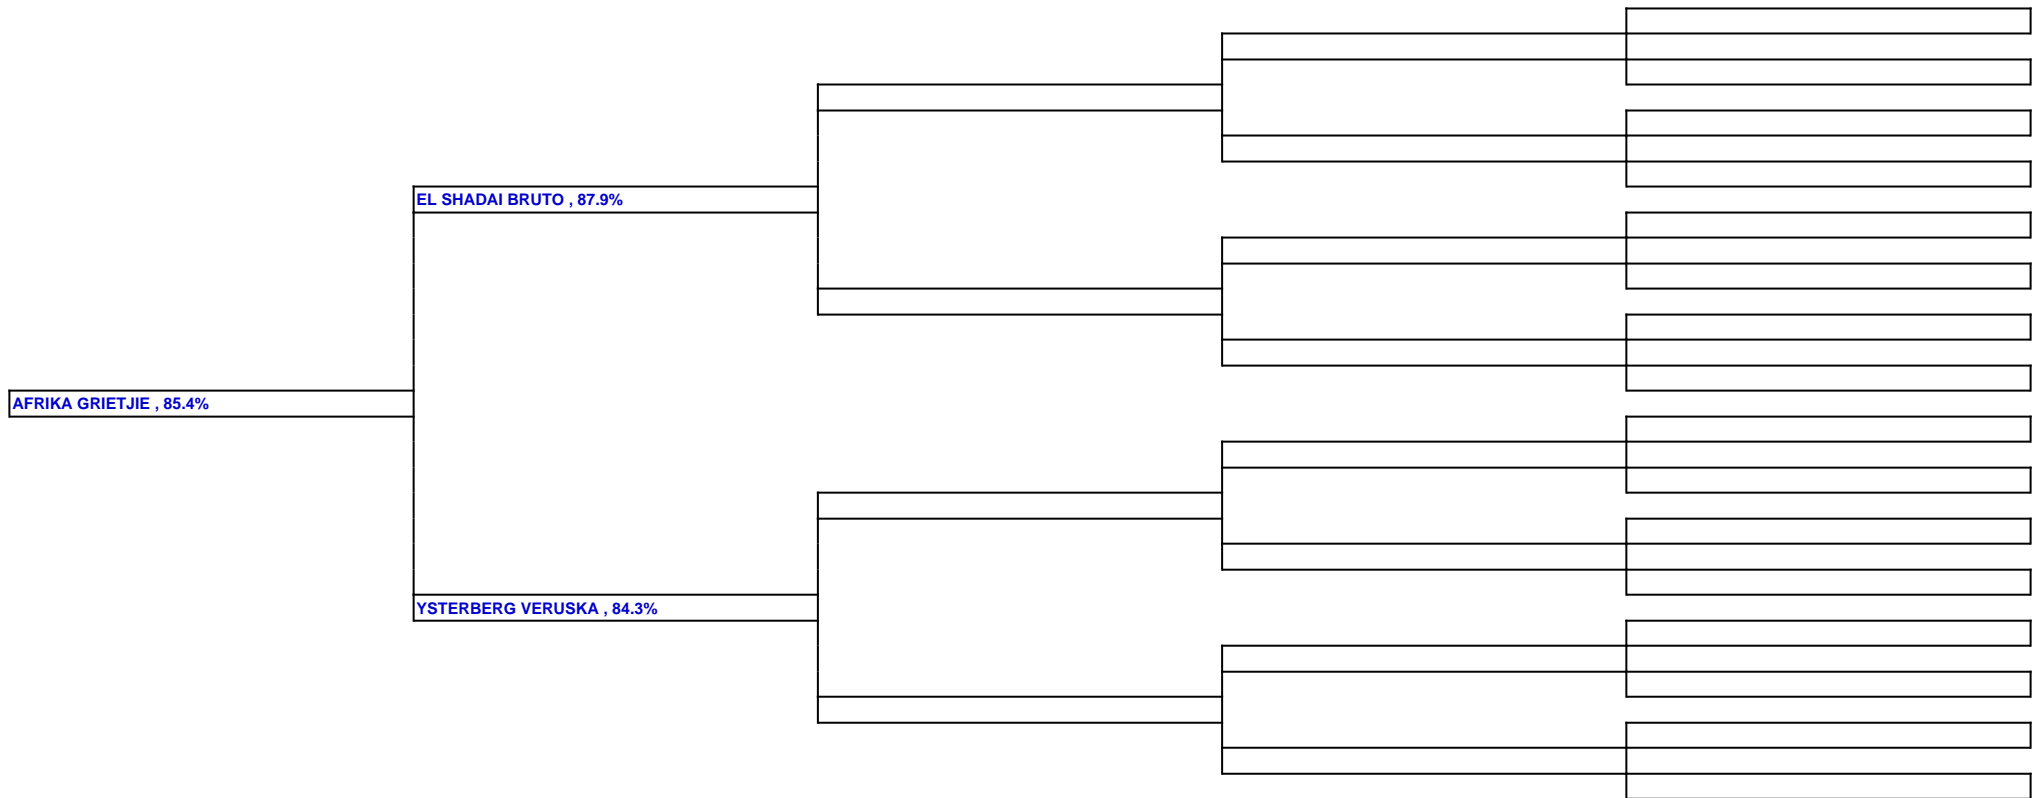 EL SHADAI BRUTO , 87.9%
AFRIKA GRIETJIE , 85.4%
YSTERBERG VERUSKA , 84.3%